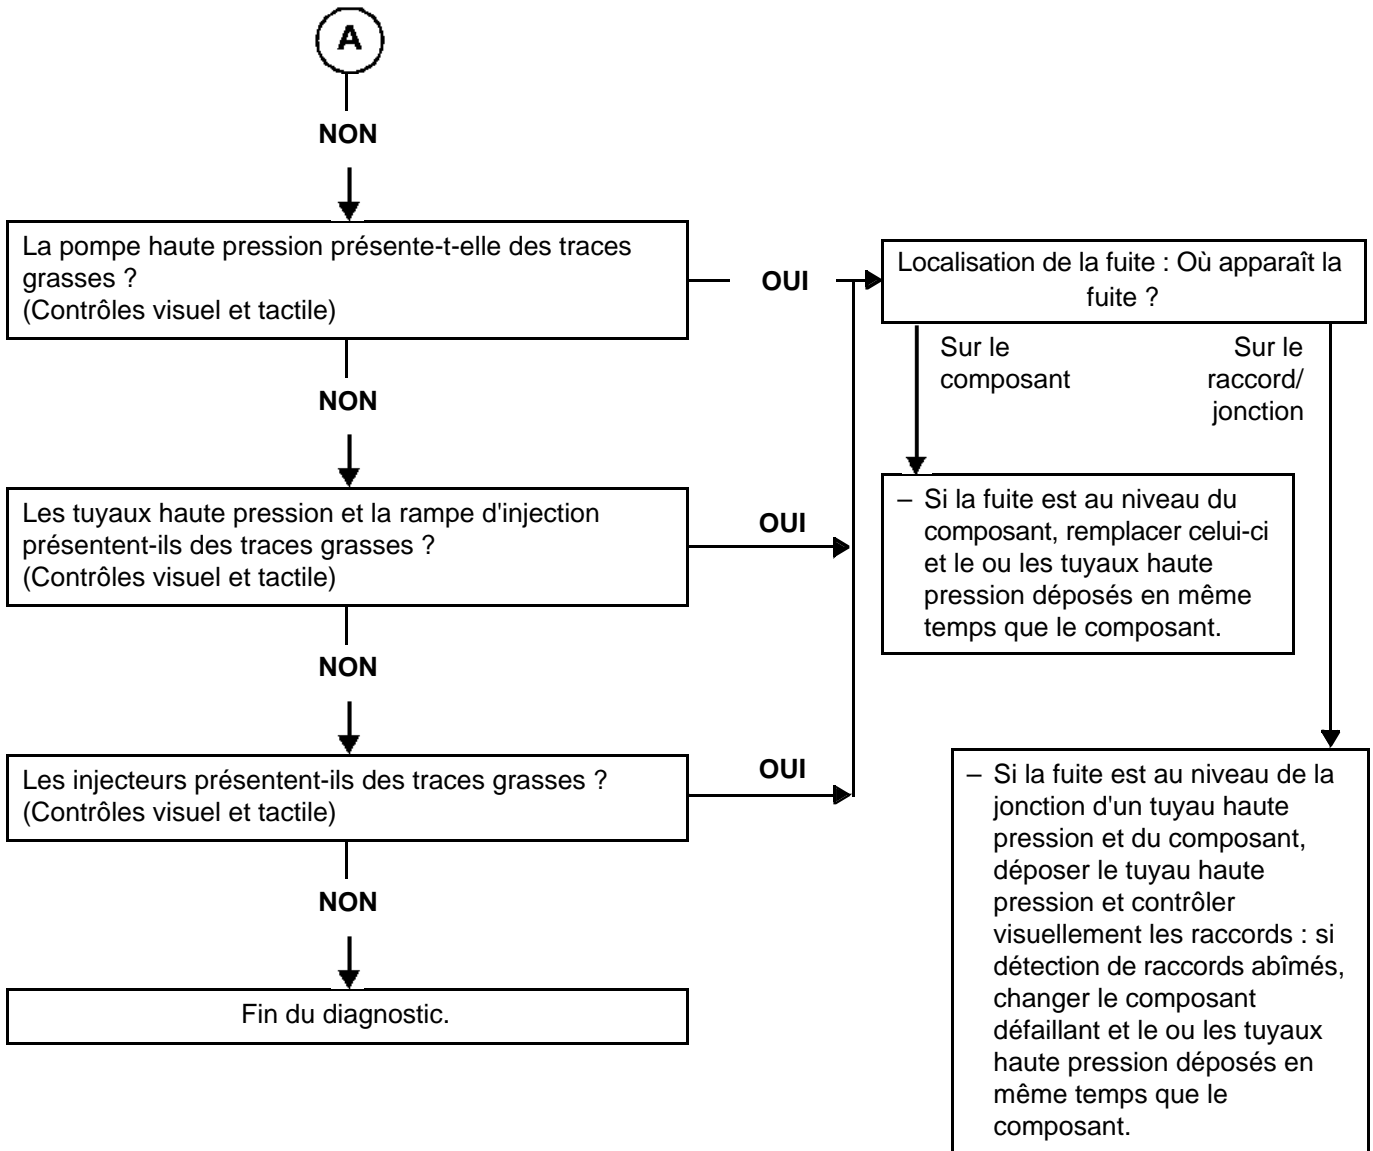 A
NON
La pompe haute pression présente-t-elle des traces
grasses ?
(Contrôles visuel et tactile)
OUI
Localisation de la fuite : Où apparaît la
fuite ?
Sur le
composant
Sur le
raccord/
jonction
NON
Les tuyaux haute pression et la rampe d'injection
présentent-ils des traces grasses ?
(Contrôles visuel et tactile)
OUI
– Si la fuite est au niveau du
composant, remplacer celui-ci
et le ou les tuyaux haute
pression déposés en même
temps que le composant.
NON
Les injecteurs présentent-ils des traces grasses ?
(Contrôles visuel et tactile)
OUI
– Si la fuite est au niveau de la
jonction d'un tuyau haute
pression et du composant,
déposer le tuyau haute
pression et contrôler
visuellement les raccords : si
détection de raccords abîmés,
changer le composant
défaillant et le ou les tuyaux
haute pression déposés en
même temps que le
composant.
NON
Fin du diagnostic.